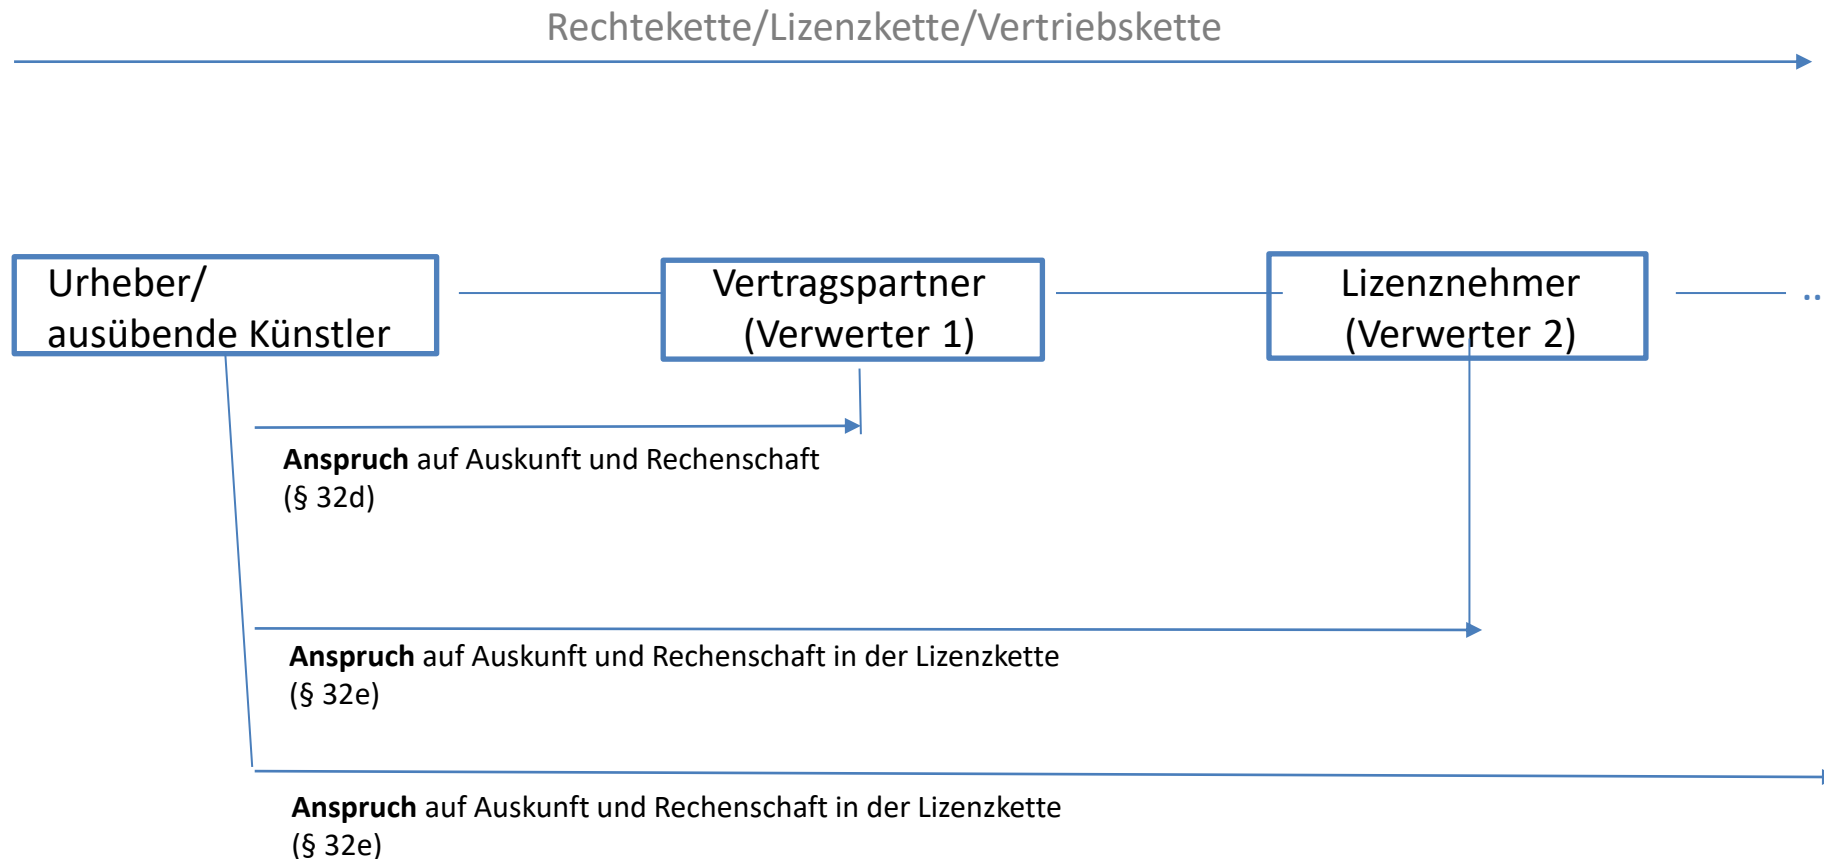 Rechtekette/Lizenzkette/Vertriebskette
Urheber/
ausübende Künstler
Vertragspartner
(Verwerter 1)
Lizenznehmer
(Verwerter 2)
..
Anspruch auf Auskunft und Rechenschaft
(§ 32d)
Anspruch auf Auskunft und Rechenschaft in der Lizenzkette
(§ 32e)
Anspruch auf Auskunft und Rechenschaft in der Lizenzkette
(§ 32e)